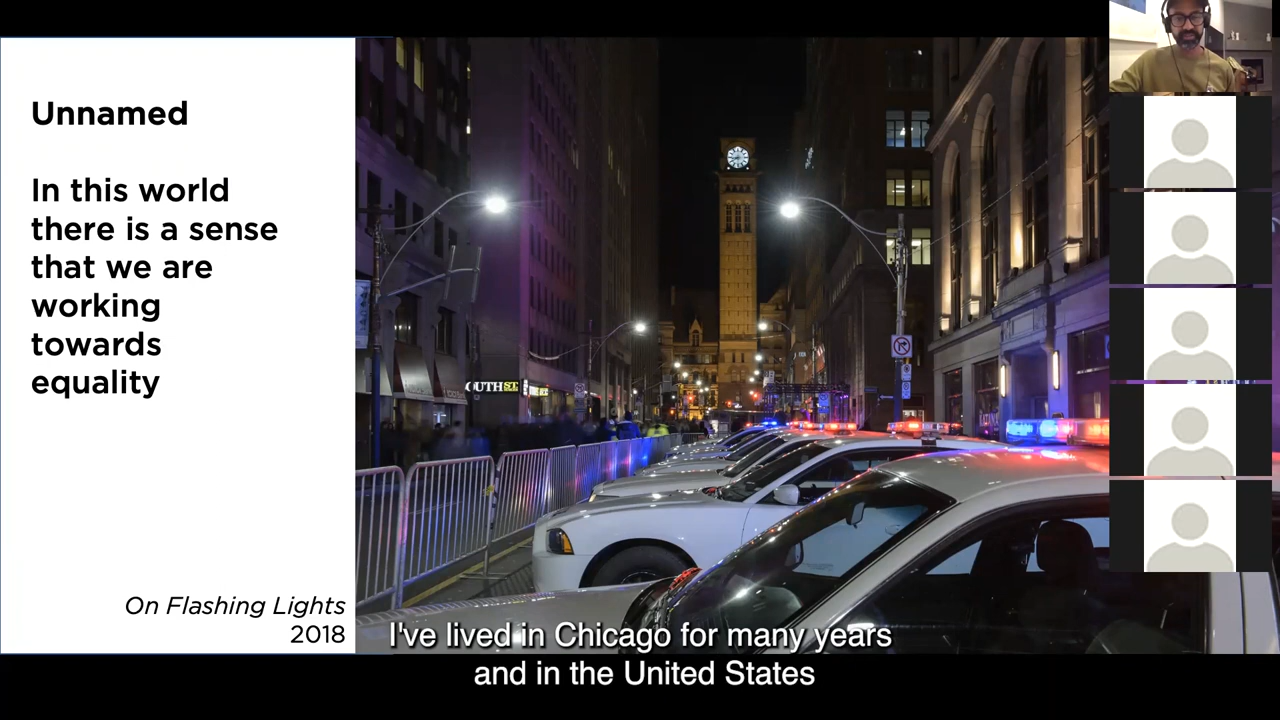 Unnamed
In this world
there is a sense
that we are
working
towards
equality
On Flashing Lights
2018
I've lived in Chicago for many years
and in the United States